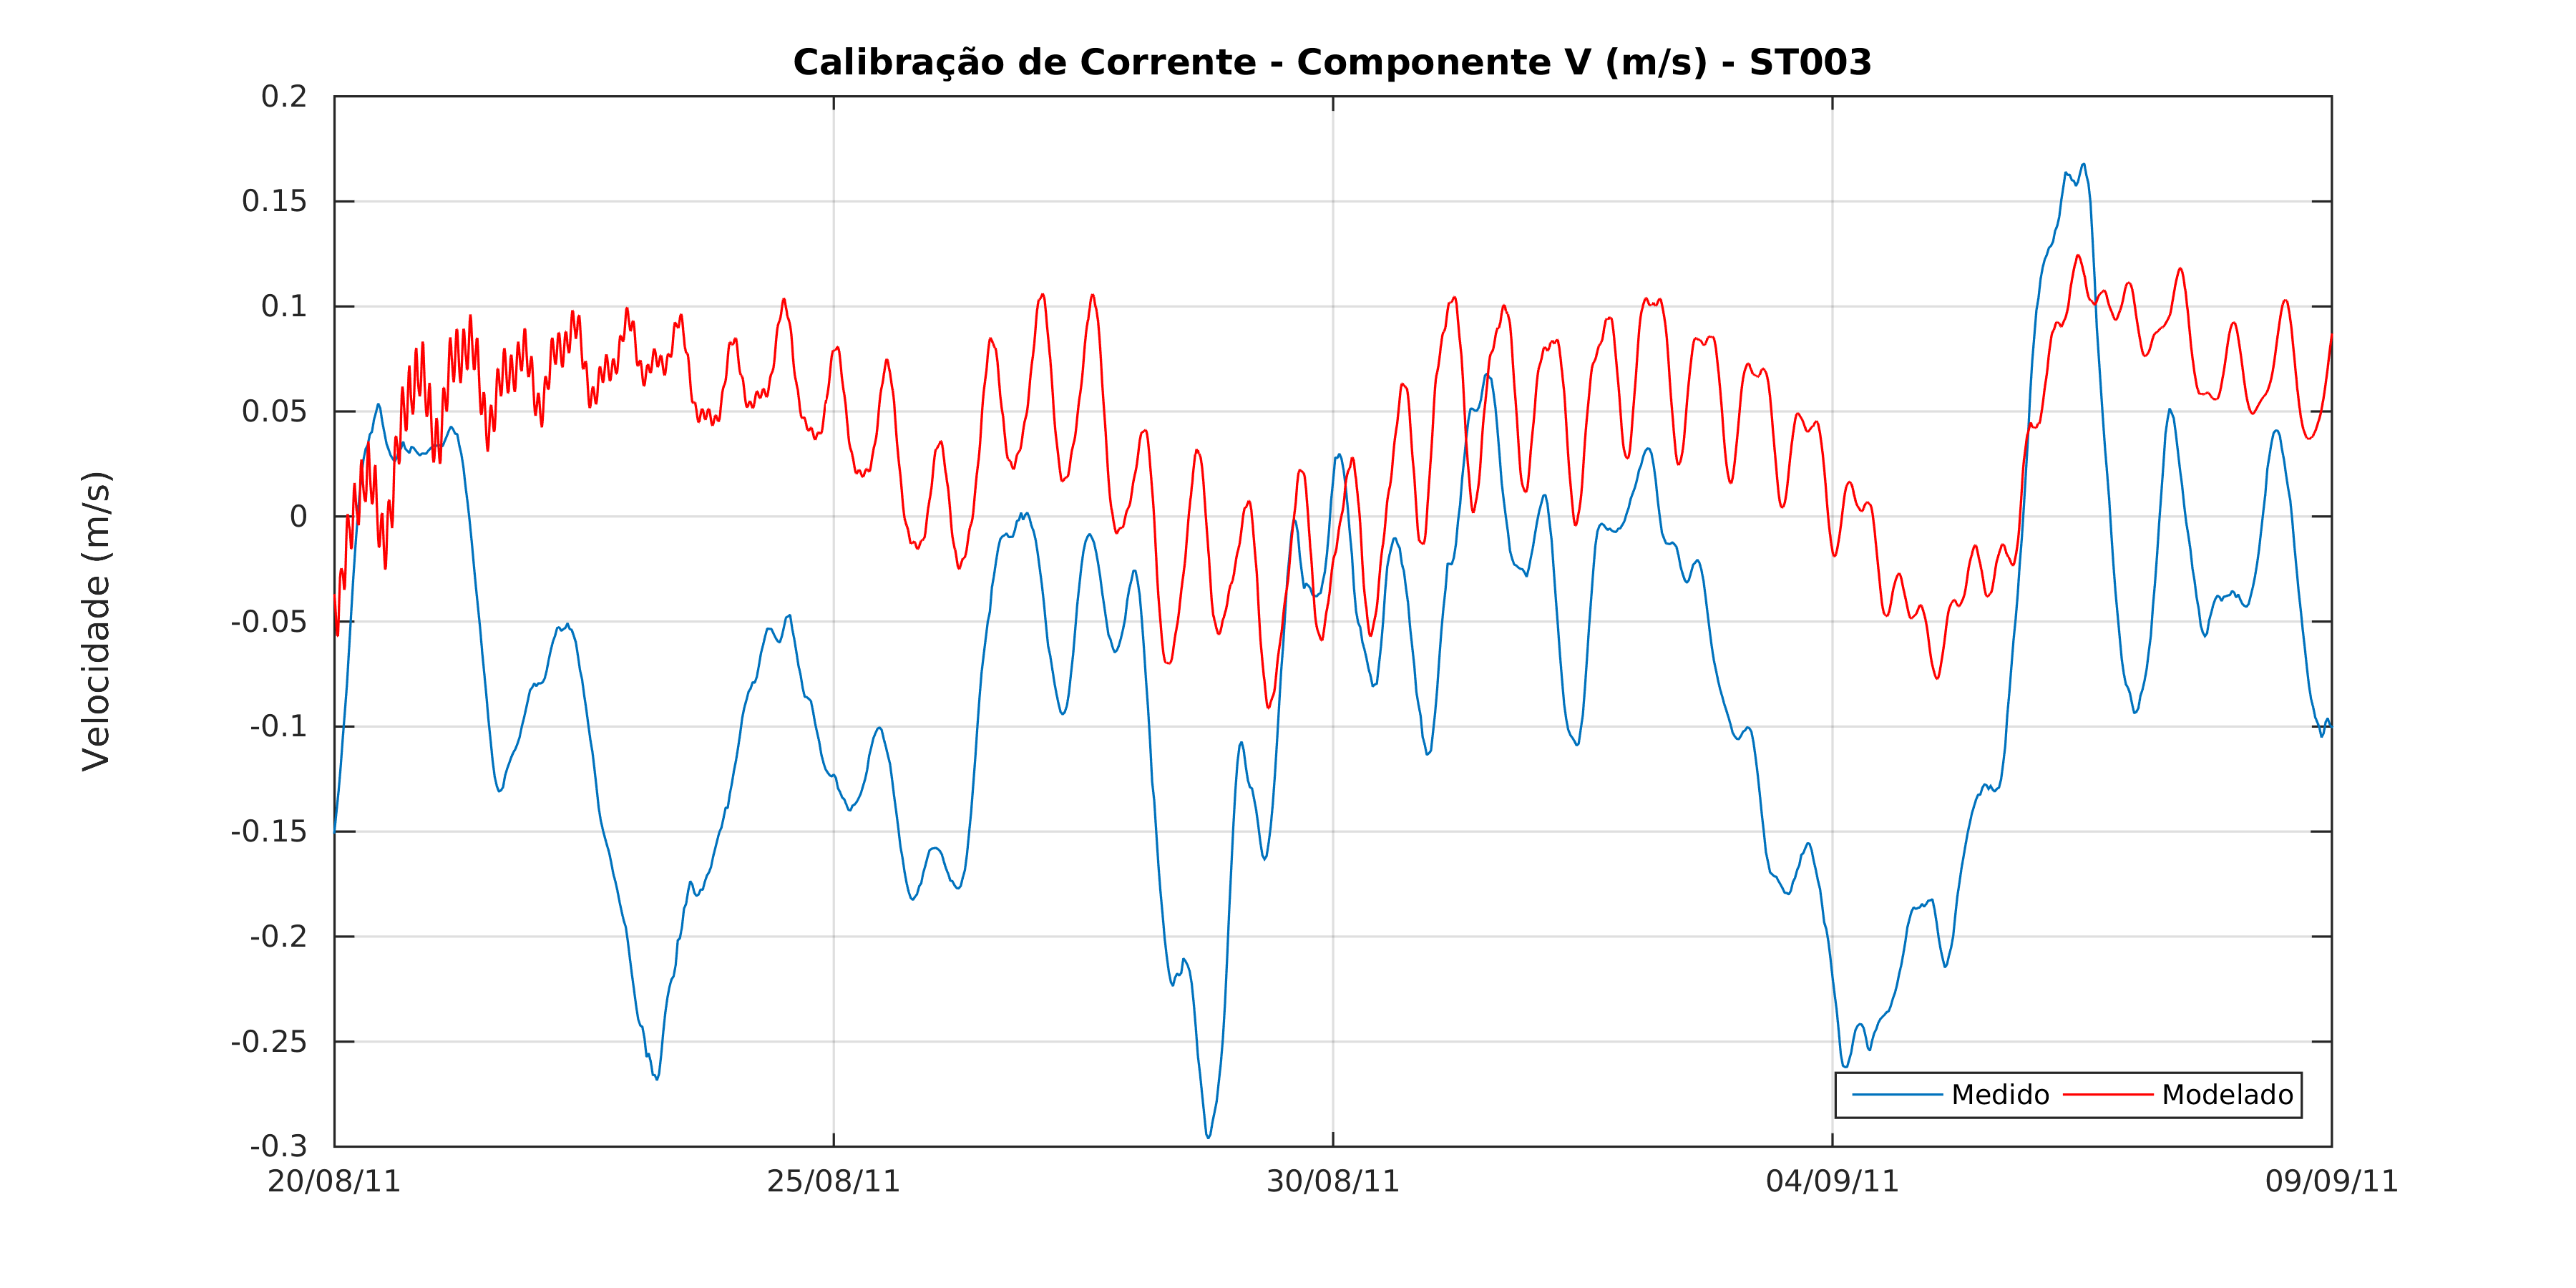 Calibração de Corrente - Componente V (m/s) - ST003
Velocidade (m/s)
0.2
0.15
0.1
0.05
0
-0.05
-0.1
-0.15
-0.2
-0.25
-0.3
20/08/11 25/08/11 30/08/11 04/09/11 09/09/11
Medido Modelado